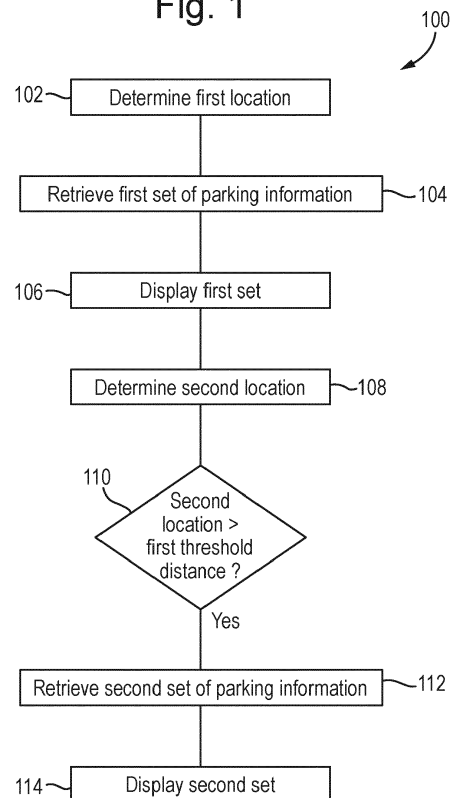 Fig. 1
100
102
Determine first location
Retrieve first set of parking information
104
106
Display first set
Determine second location
108
110
Second
location >
first threshold
distance ?
Yes
Retrieve second set of parking information
112
114
Display second set